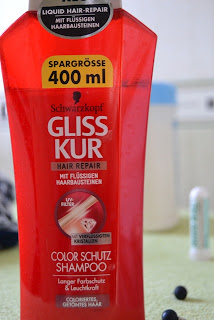 LIQUID HAIR-REPAIR
MIT FLÜSSIGEN
HAARBAUSTEINEN
SPARGRÖSSE
400 ml
Schwarzkopf
GLISS
KUR
HAIR REPAIR
MIT FLÜSSIGEN
HAARBAUSTEINEN
UV-
FILTER
MIT VERFLÜSSIGTEN
KRISTALLEN
COLOR SCHUTZ
SHAMPOO
Langer Farbschutz
& Leuchtkraft
COLORIERTES,
GETÖNTES HAAR